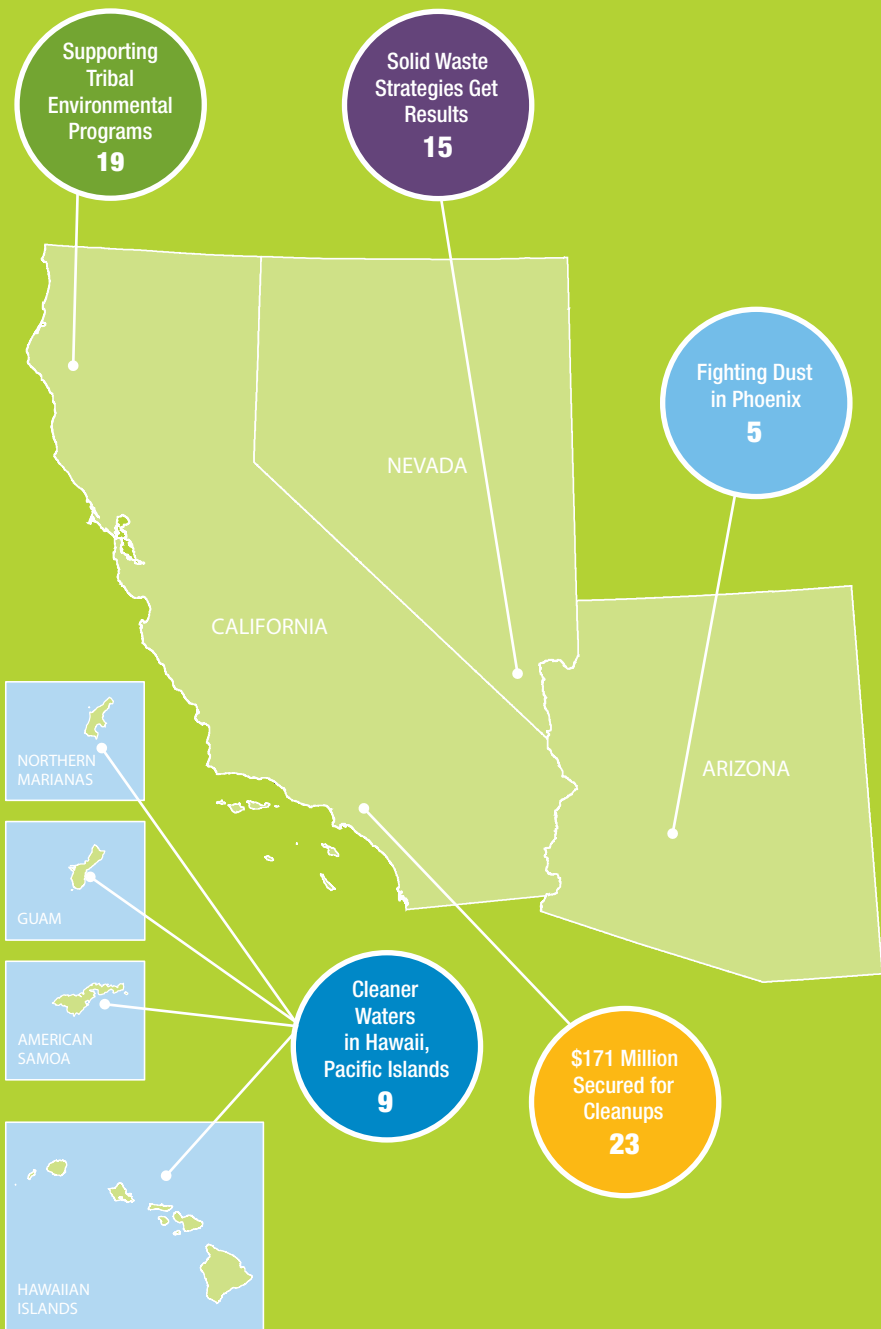 Supporting
Tribal
Environmental
Programs
19
Solid Waste
Strategies Get
Results
15
Fighting Dust
in Phoenix
5
NEVADA
CALIFORNIA
ARIZONA
NORTHERN
MARIANAS
GUAM
AMERICAN
SAMOA
HAWAIIAN
ISLANDS
Cleaner
Waters
in Hawaii,
Pacific Islands
9
$171 Million
Secured for
Cleanups
23